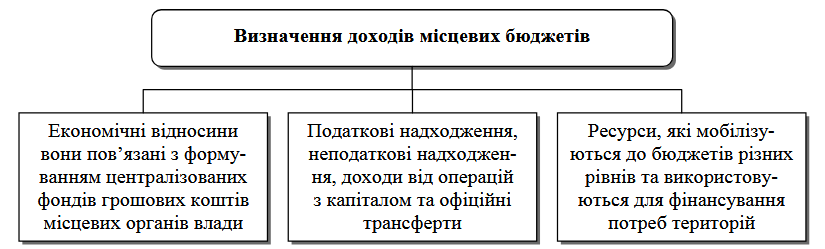 Визначення доходів місцевих бюджетів
Економічні відносини
вони пов’язані з форму-
ванням централізованих
фондів грошових коштів
місцевих органів влади
Податкові надходження,
неподаткові надходжен-
ня, доходи від операцій
з капіталом та офіційні
трансферти
Ресурси, які мобілізу-
ються до бюджетів різних
рівнів та використову-
ються для фінансування
потреб територій